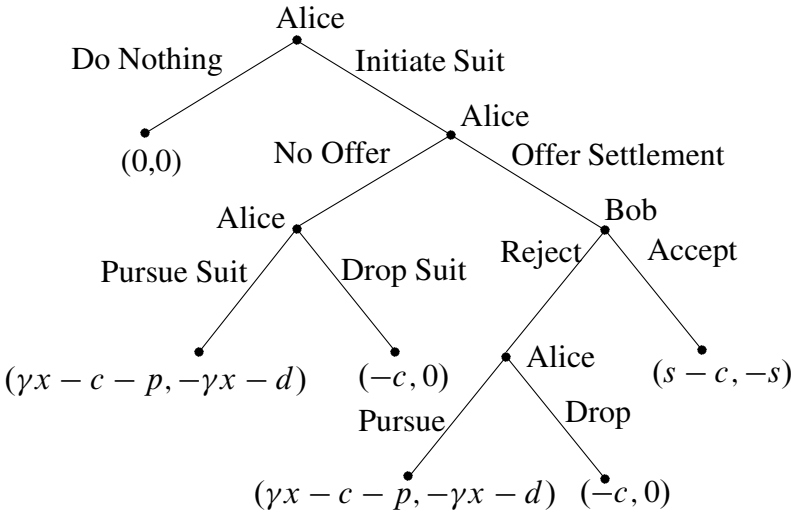 Alice
Do Nothing Initiate Suit
Alice
(0,0) No Offer Offer Settlement
Alice Bob
Reject Accept
Pursue Suit Drop Suit
(γx − c − p, −γx − d) (−c, 0) Alice (s − c, −s)
Pursue Drop
(γx − c − p, −γx − d) (−c, 0)